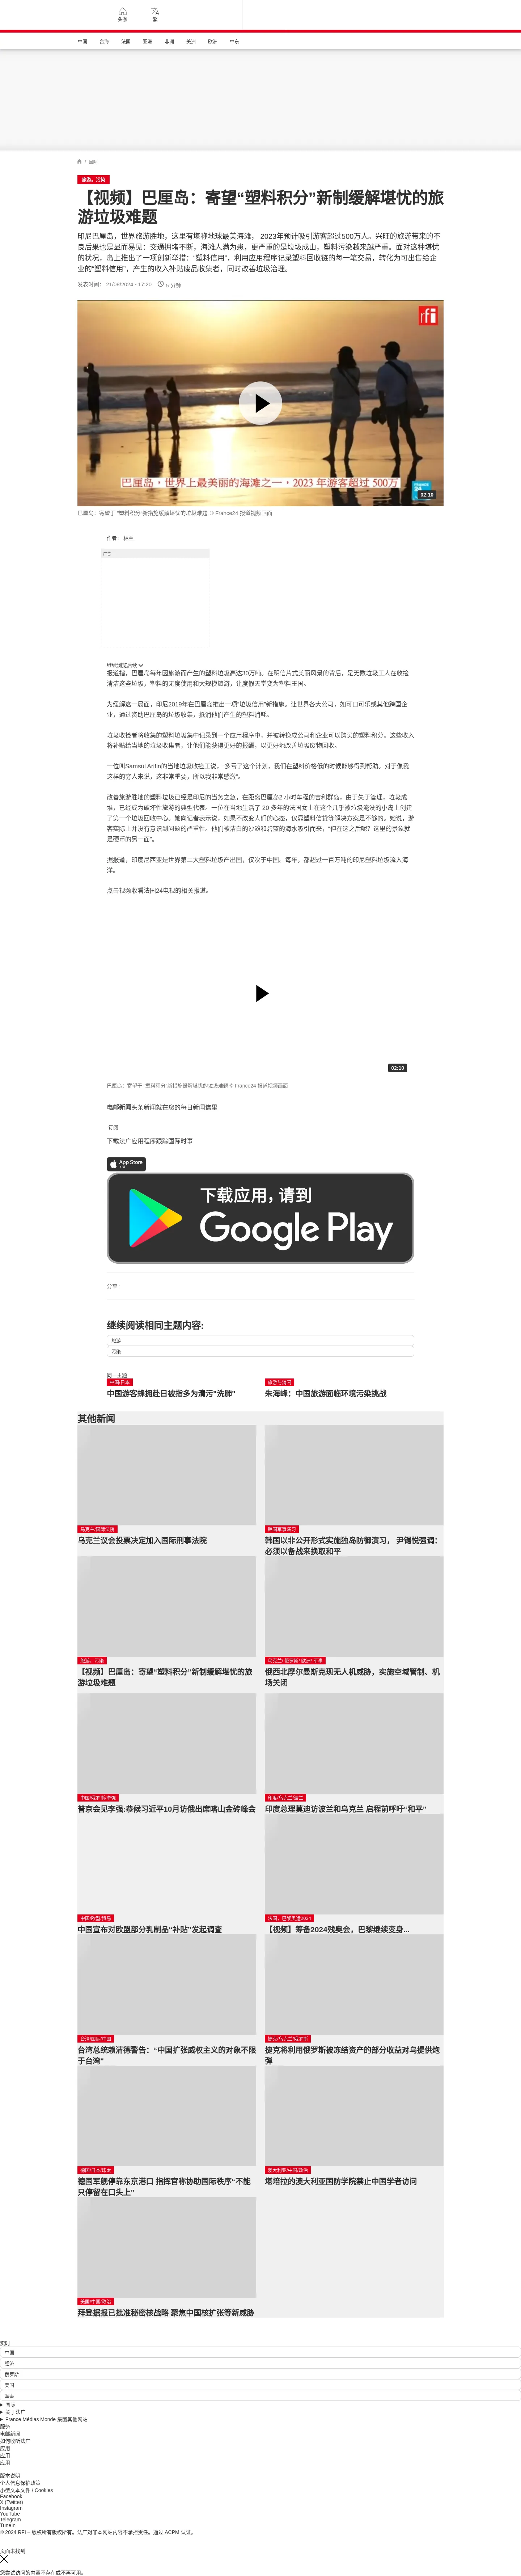 头条
繁
中国
台海
法国
亚洲
非洲
美洲
欧洲
中东
/ 国际
旅游。污染
【视频】巴厘岛：寄望“塑料积分”新制缓解堪忧的旅
游垃圾难题
印尼巴厘岛，世界旅游胜地，这里有堪称地球最美海滩， 2023年预计吸引游客超过500万人。兴旺的旅游带来的不
良后果也是显而易见：交通拥堵不断，海滩人满为患，更严重的是垃圾成山，塑料污染越来越严重。面对这种堪忧
的状况，岛上推出了一项创新举措：“塑料信用”，利用应用程序记录塑料回收链的每一笔交易，转化为可出售给企
业的“塑料信用”，产生的收入补贴废品收集者，同时改善垃圾治理。
发表时间： 21/08/2024 - 17:20
5 分钟
rfi
巴厘岛，世界上最美丽的海滩之一，2023 年游客超过 500万
FRANCE 24
02:10
巴厘岛：寄望于 “塑料积分”新措施缓解堪忧的垃圾难题 © France24 报道视频画面
作者： 林兰
广告
继续浏览后续
报道指，巴厘岛每年因旅游而产生的塑料垃圾高达30万吨。在明信片式美丽风景的背后，是无数垃圾工人在收捡
清洁这些垃圾，塑料的无度使用和大规模旅游，让度假天堂变为塑料王国。
为缓解这一局面，印尼2019年在巴厘岛推出一项“垃圾信用”新措施。让世界各大公司，如可口可乐或其他跨国企
业，通过资助巴厘岛的垃圾收集，抵消他们产生的塑料消耗。
垃圾收拾者将收集的塑料垃圾集中记录到一个应用程序中，并被转换成公司和企业可以购买的塑料积分。这些收入
将补贴给当地的垃圾收集者，让他们能获得更好的报酬，以更好地改善垃圾废物回收。
一位叫Samsul Arifin的当地垃圾收捡工说，“多亏了这个计划，我们在塑料价格低的时候能够得到帮助。对于像我
这样的穷人来说，这非常重要，所以我非常感激”。
改善旅游胜地的塑料垃圾已经是印尼的当务之急，在距离巴厘岛2 小时车程的吉利群岛，由于失于管理，垃圾成
堆，已经成为破坏性旅游的典型代表。一位在当地生活了 20 多年的法国女士在这个几乎被垃圾淹没的小岛上创建
了第一个垃圾回收中心。她向记者表示说，如果不改变人们的心态，仅靠塑料信贷等解决方案是不够的。她说，游
客实际上并没有意识到问题的严重性。他们被洁白的沙滩和碧蓝的海水吸引而来，“但在这之后呢？这里的景象就
是硬币的另一面”。
据报道，印度尼西亚是世界第二大塑料垃圾产出国，仅次于中国。每年，都超过一百万吨的印尼塑料垃圾流入海
洋。
点击视频收看法国24电视的相关报道。
02:10
巴厘岛：寄望于 “塑料积分”新措施缓解堪忧的垃圾难题 © France24 报道视频画面
电邮新闻头条新闻就在您的每日新闻信里
订阅
下载法广应用程序跟踪国际时事
App Store
下载
下载应用，请到
Google Play
分享 :
继续阅读相同主题内容:
旅游
污染
同一主题
中国/日本
中国游客蜂拥赴日被指多为清污"洗肺"
旅游与洪闲
朱海峰：中国旅游面临环境污染挑战
其他新闻
乌克兰/国际法院
乌克兰议会投票决定加入国际刑事法院
韩国军事演习
韩国以非公开形式实施独岛防御演习， 尹锡悦强调：
必须以备战来换取和平
旅游。污染
【视频】巴厘岛：寄望“塑料积分”新制缓解堪忧的旅
游垃圾难题
乌克兰/ 俄罗斯/ 欧洲/ 军事
俄西北摩尔曼斯克现无人机威胁，实施空域管制、机
场关闭
中国/俄罗斯/李强
普京会见李强:恭候习近平10月访俄出席喀山金砖峰会
印度/乌克兰/波兰
印度总理莫迪访波兰和乌克兰 启程前呼吁“和平”
中国/欧盟/贸易
中国宣布对欧盟部分乳制品"补贴"发起调查
法国。巴黎奥运2024
【视频】筹备2024残奥会，巴黎继续变身...
台湾/国际/中国
台湾总统赖清德警告：“中国扩张威权主义的对象不限
于台湾”
捷克/乌克兰/俄罗斯
捷克将利用俄罗斯被冻结资产的部分收益对乌提供炮
弹
德国/日本/印太
德国军舰停靠东京港口 指挥官称协助国际秩序“不能
只停留在口头上”
澳大利亚/中国/政治
堪培拉的澳大利亚国防学院禁止中国学者访问
美国/中国/政治
拜登据报已批准秘密核战略 聚焦中国核扩张等新威胁
实时
中国
经济
俄罗斯
美国
军事
国际
关于法广
France Médias Monde 集团其他网站
服务
电邮新闻
如何收听法广
应用
应用
应用
版本说明
个人信息保护政策
小型文本文件 / Cookies
Facebook
X (Twitter)
Instagram
YouTube
Telegram
TuneIn
© 2024 RFI – 版权所有版权所有。法广对非本网站内容不承担责任。通过 ACPM 认证。
页面未找到
您尝试访问的内容不存在或不再可用。